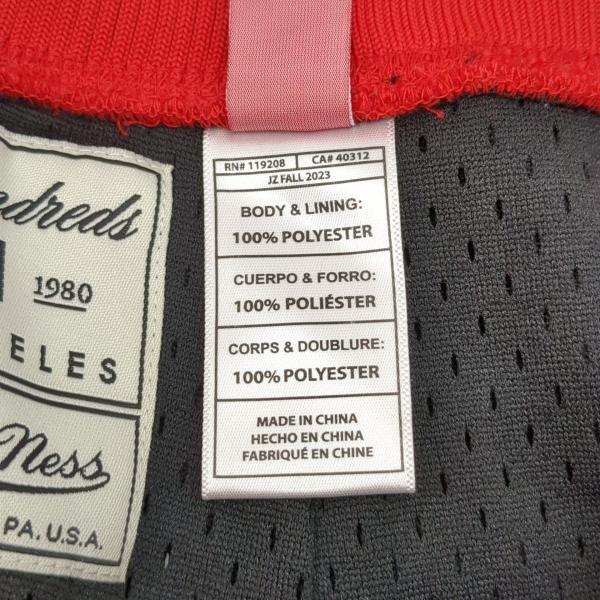 RN# 119208 CA# 40312
JZ FALL 2023
BODY & LINING:
100% POLYESTER
CUERPO & FORRO:
100% POLIÉSTER
CORPS & DOUBLURE:
100% POLYESTER
MADE IN CHINA
HECHO EN CHINA
FABRIQUÉ EN CHINE
ndreds
1980
ELES
Ness
PA. U.S.A.